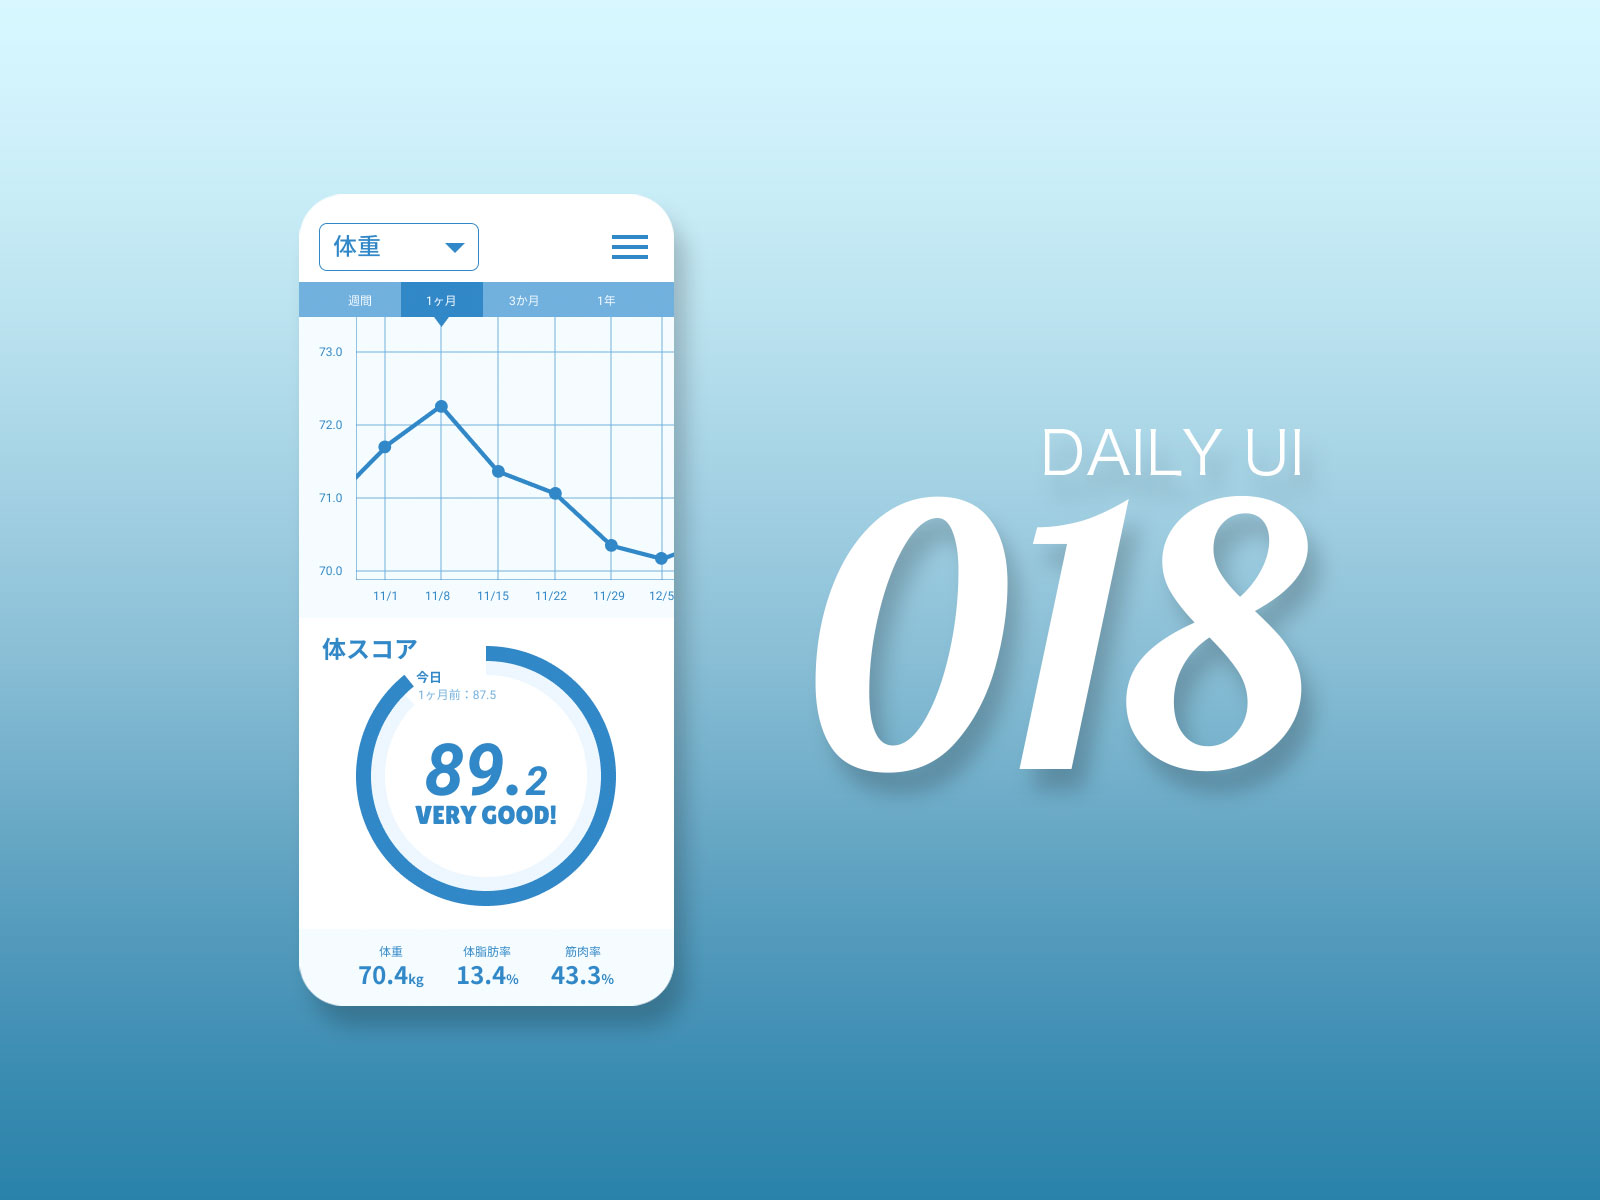 体重
週間 1ヶ月 3か月 1年
73.0
72.0
71.0
70.0
11/1 11/8 11/15 11/22 11/29 12/5
体スコア
今日
1ヶ月前：87.5
89.2
VERY GOOD!
体重 体脂肪率 筋肉率
70.4kg 13.4% 43.3%
DAILY UI
018